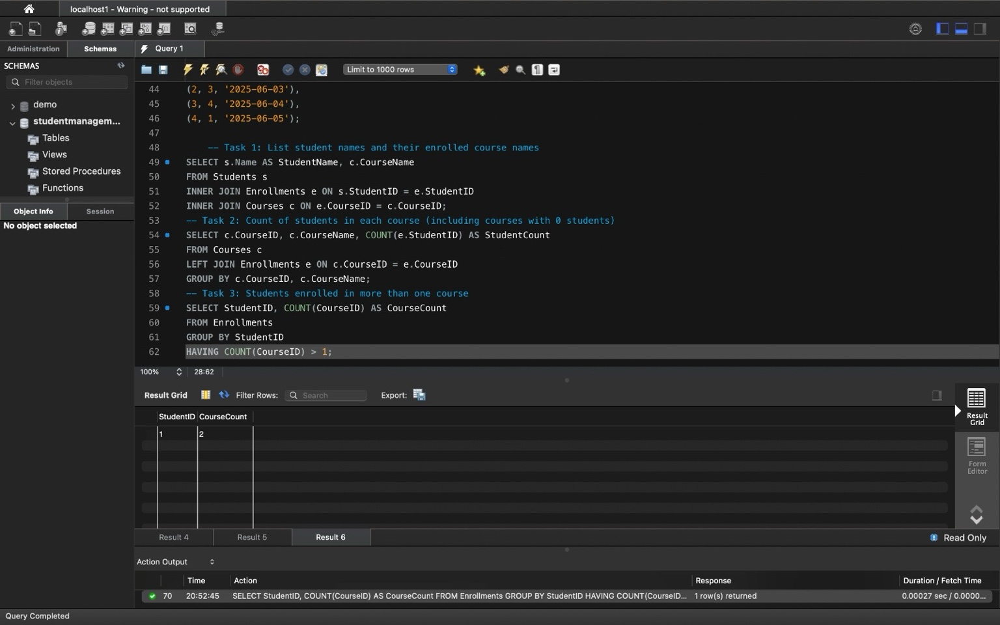 localhost1 - Warning - not supported
Administration
Schemas
Query 1
SCHEMAS
Filter objects
demo
studentmanagem...
Tables
Views
Stored Procedures
Functions
Object Info
Session
No object selected
Limit to 1000 rows
44 (2, 3, '2025-06-03'),
45 (3, 4, '2025-06-04'),
46 (4, 1, '2025-06-05');
47
48 -- Task 1: List student names and their enrolled course names
49 SELECT s.Name AS StudentName, c.CourseName
50 FROM Students s
51 INNER JOIN Enrollments e ON s.StudentID = e.StudentID
52 INNER JOIN Courses c ON e.CourseID = c.CourseID;
53 -- Task 2: Count of students in each course (including courses with 0 students)
54 SELECT c.CourseID, c.CourseName, COUNT(e.StudentID) AS StudentCount
55 FROM Courses c
56 LEFT JOIN Enrollments e ON c.CourseID = e.CourseID
57 GROUP BY c.CourseID, c.CourseName;
58 -- Task 3: Students enrolled in more than one course
59 SELECT StudentID, COUNT(CourseID) AS CourseCount
60 FROM Enrollments
61 GROUP BY StudentID
62 HAVING COUNT(CourseID) > 1;
100% 28:62
Result Grid Filter Rows: Search Export:
StudentID CourseCount
1 2
Result
Grid
Form
Editor
Result 4 Result 5 Result 6 Read Only
Action Output
Time Action Response Duration / Fetch Time
70 20:52:45 SELECT StudentID, COUNT(CourseID) AS CourseCount FROM Enrollments GROUP BY StudentID HAVING COUNT(CourseID... 1 row(s) returned 0.00027 sec / 0.0000...
Query Completed